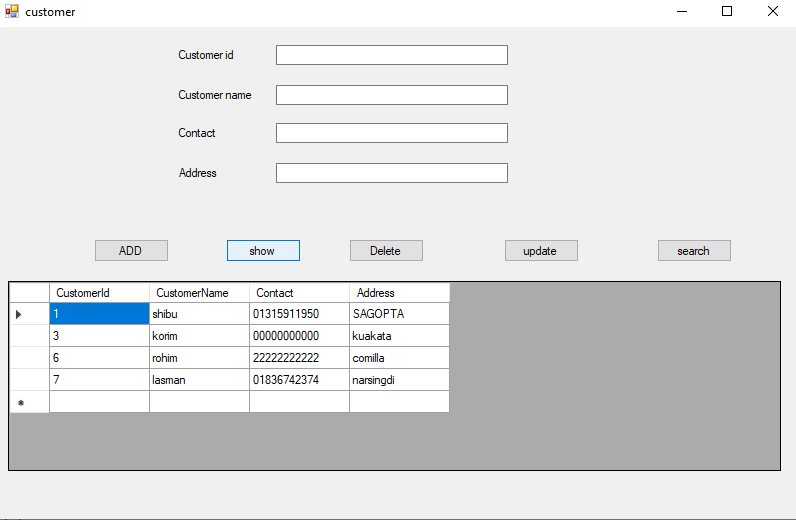 customer
Customer id
Customer name
Contact
Address
ADD show Delete update search
CustomerId CustomerName Contact Address
1 shibu 01315911950 SAGOPTA
3 korim 00000000000 kuakata
6 rohim 22222222222 comilla
7 lasman 01836742374 narsingdi